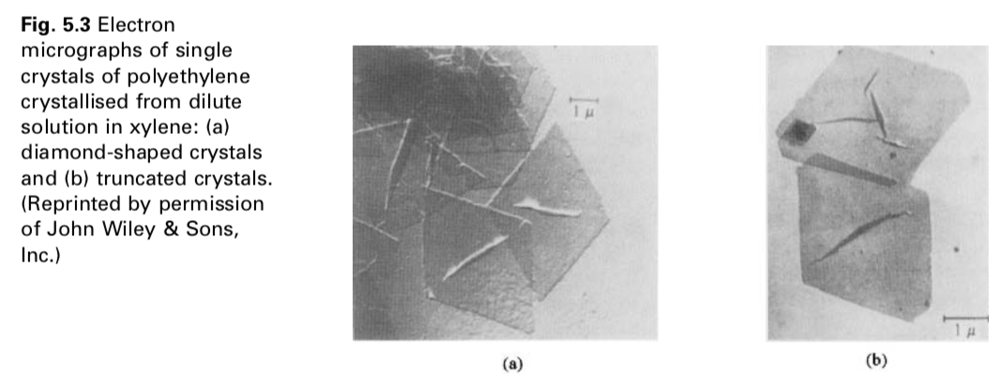 Fig. 5.3 Electron
micrographs of single
crystals of polyethylene
crystallised from dilute
solution in xylene: (a)
diamond-shaped crystals
and (b) truncated crystals.
(Reprinted by permission
of John Wiley & Sons,
Inc.)
1 μ
1 μ
(a)
(b)